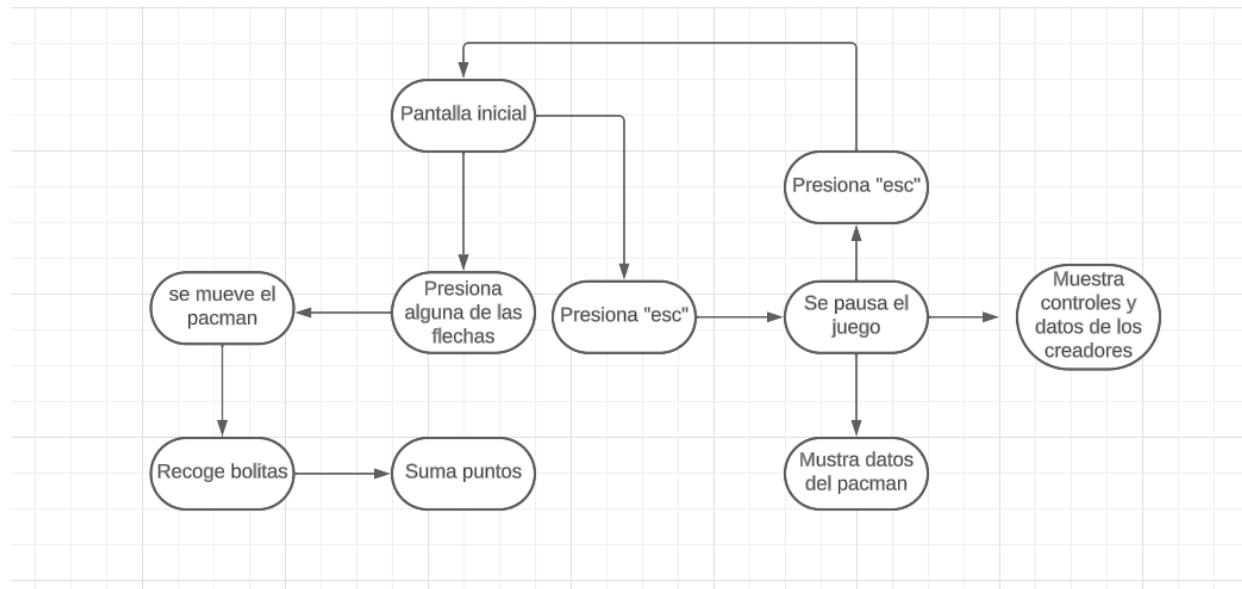 Pantalla inicial
Presiona "esc"
se mueve el
pacman
Presiona
alguna de las
flechas
Presiona "esc"
Se pausa el
juego
Muestra
controles y
datos de los
creadores
Recoge bolitas
Suma puntos
Mustra datos
del pacman